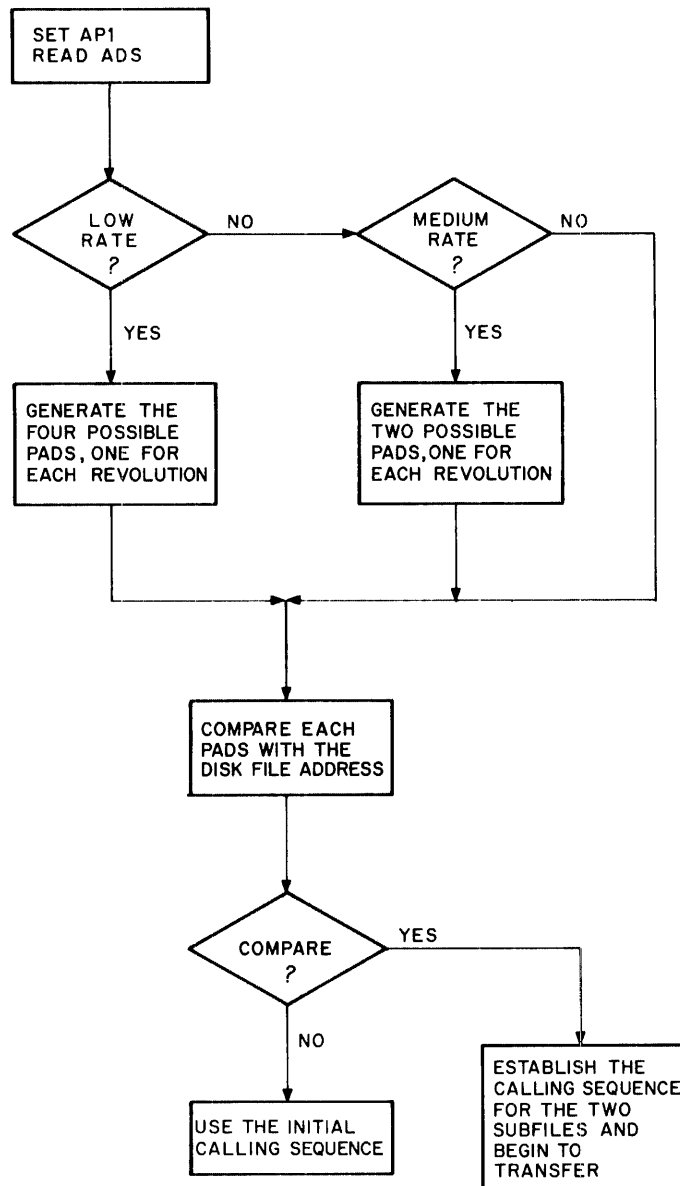 SET AP1
READ ADS
LOW
RATE
?
NO
MEDIUM
RATE
?
NO
YES
YES
GENERATE THE
FOUR POSSIBLE
PADS, ONE FOR
EACH REVOLUTION
GENERATE THE
TWO POSSIBLE
PADS, ONE FOR
EACH REVOLUTION
COMPARE EACH
PADS WITH THE
DISK FILE ADDRESS
COMPARE
?
YES
NO
USE THE INITIAL
CALLING SEQUENCE
ESTABLISH THE
CALLING SEQUENCE
FOR THE TWO
SUBFILES AND
BEGIN TO
TRANSFER